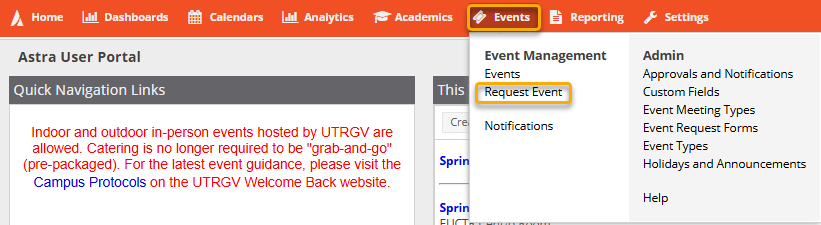 Home Dashboards Calendars Analytics Academics Events Reporting Settings
Astra User Portal
Quick Navigation Links
Indoor and outdoor in-person events hosted by UTRGV are
allowed. Catering is no longer required to be "grab-and-go"
(pre-packaged). For the latest event guidance, please visit the
Campus Protocols on the UTRGV Welcome Back website.
This
Crea
Sprin
Sprin
Event Management
Events
Request Event
Notifications
Admin
Approvals and Notifications
Custom Fields
Event Meeting Types
Event Request Forms
Event Types
Holidays and Announcements
Help